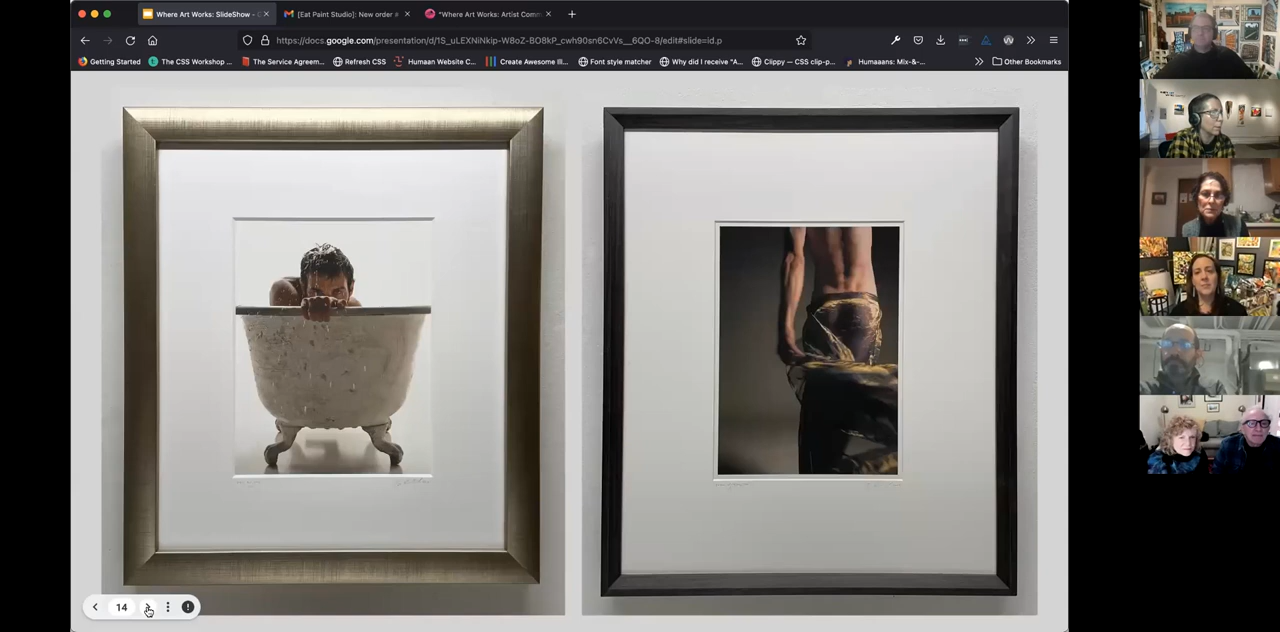 Where Art Works: SlideShow - G
[Eat Paint Studio]: New order #
"Where Art Works: Artist Comm
https://docs.google.com/presentation/d/1S_uLEXNiNkip-W8oZ-BO8kP_cwh90sn6CvVs__6QO-8/edit#slide=id.p
Getting Started
The CSS Workshop ...
The Service Agreem...
Refresh CSS
Humaan Website C...
Create Awesome Ill...
Font style matcher
Why did I receive "A...
Clippy — CSS clip-p...
Humaaans: Mix-&-...
Other Bookmarks
14